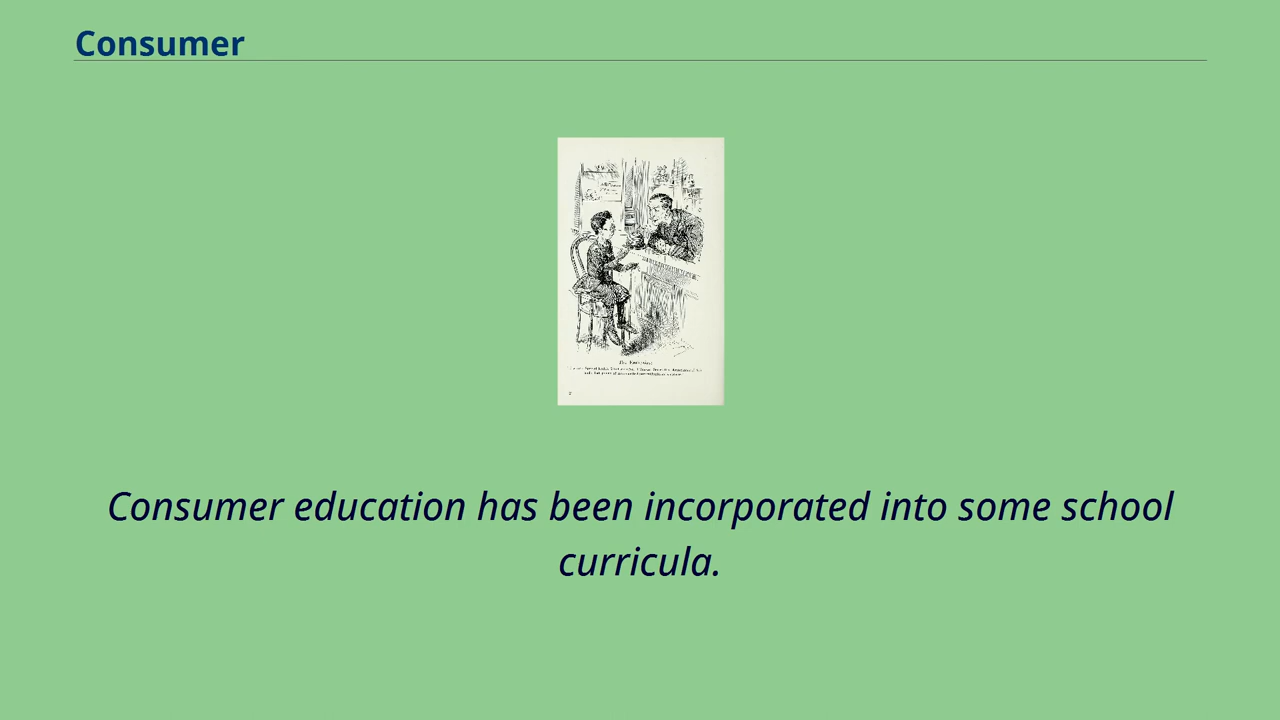 Consumer
Consumer education has been incorporated into some school
curricula.